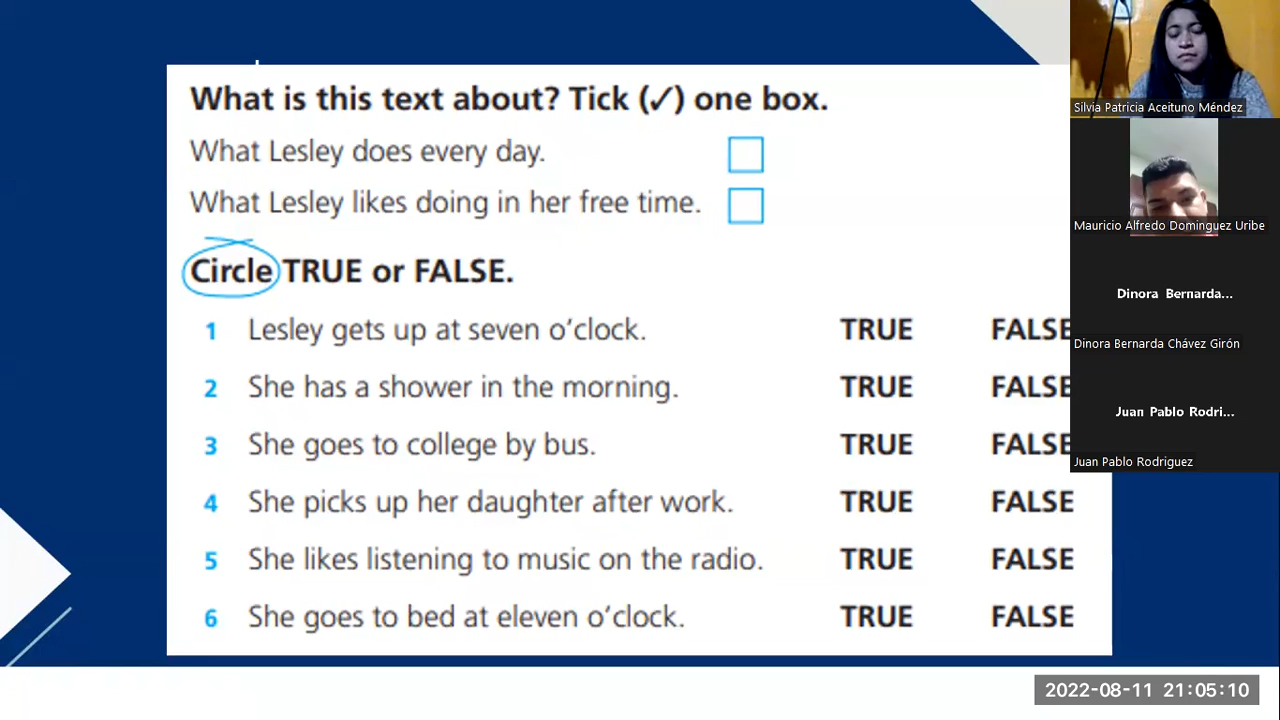 What is this text about? Tick (✓) one box.
What Lesley does every day.
What Lesley likes doing in her free time.
Circle TRUE or FALSE.
1 Lesley gets up at seven o’clock. TRUE FALSE
2 She has a shower in the morning. TRUE FALSE
3 She goes to college by bus. TRUE FALSE
4 She picks up her daughter after work. TRUE FALSE
5 She likes listening to music on the radio. TRUE FALSE
6 She goes to bed at eleven o’clock. TRUE FALSE
Silvia Patricia Aceituno Méndez
Mauricio Alfredo Dominguez Uribe
Dinora Bernarda...
Dinora Bernarda Chávez Girón
Juan Pablo Rodri...
Juan Pablo Rodriguez
2022-08-11 21:05:10